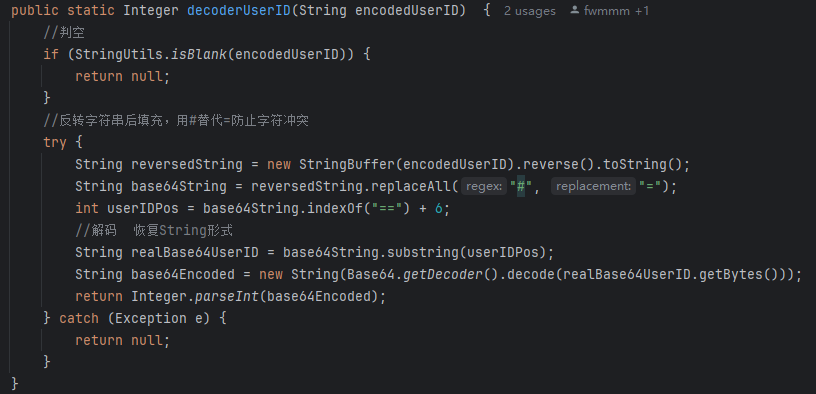 public static Integer decoderUserID(String encodedUserID)  { 2 usages fwmmm +1
    //判空
    if (StringUtils.isBlank(encodedUserID)) {
        return null;
    }
    //反转字符串后填充，用#替代=防止字符冲突
    try {
        String reversedString = new StringBuffer(encodedUserID).reverse().toString();
        String base64String = reversedString.replaceAll( regex: "#", replacement: "=");
        int userIDPos = base64String.indexOf("==") + 6;
        //解码  恢复String形式
        String realBase64UserID = base64String.substring(userIDPos);
        String base64Encoded = new String(Base64.getDecoder().decode(realBase64UserID.getBytes()));
        return Integer.parseInt(base64Encoded);
    } catch (Exception e) {
        return null;
    }
}